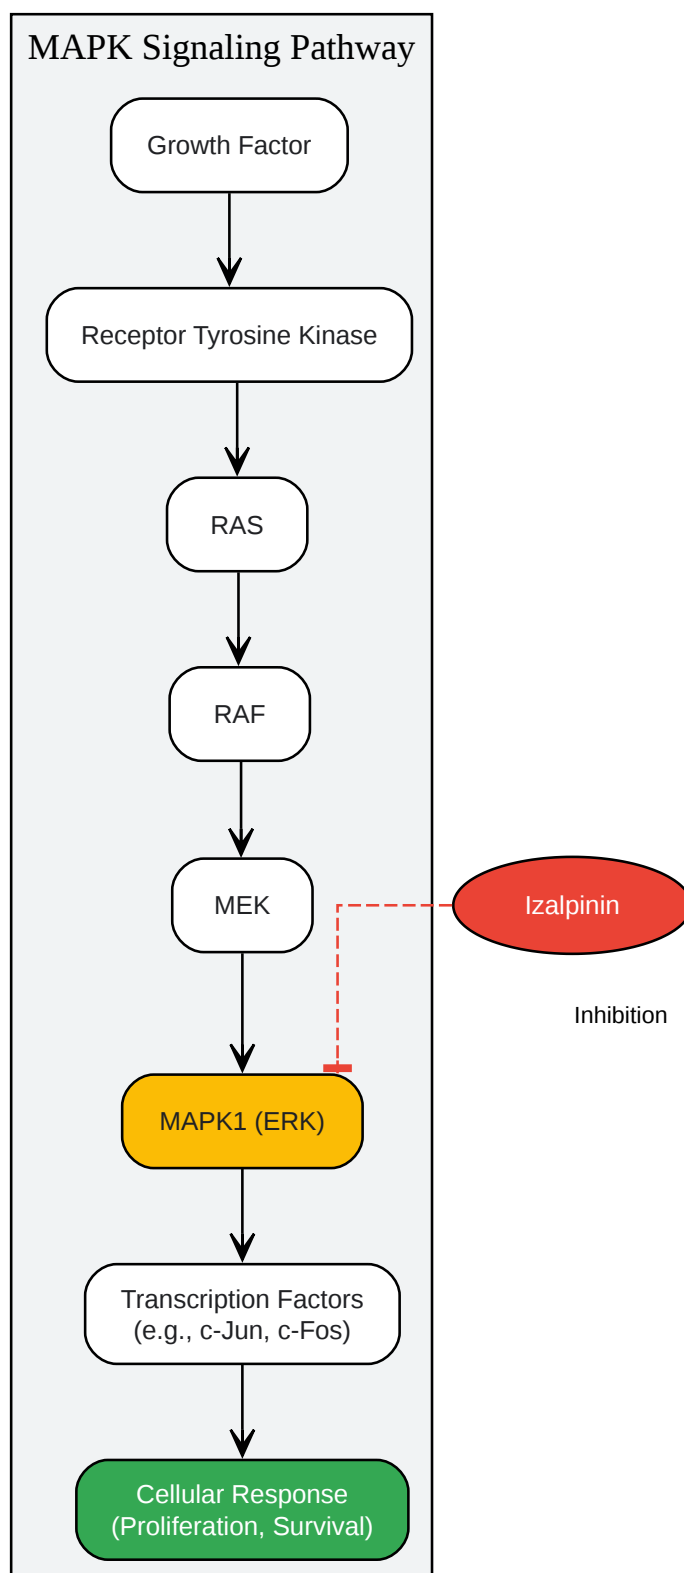 MAPK Signaling Pathway
Growth Factor
Receptor Tyrosine Kinase
RAS
RAF
MEK
Izalpinin
Inhibition
MAPK1 (ERK)
Transcription Factors
(e.g., c-Jun, c-Fos)
Cellular Response
(Proliferation, Survival)